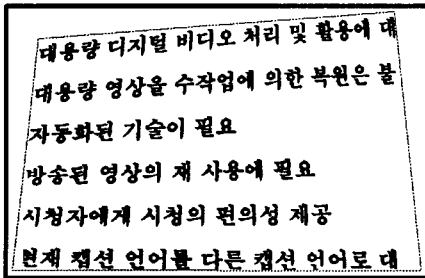 대용량 디지털 비디오 처리 및 활용에 대
대용량 영상을 수작업에 의한 복원은 불
자동화된 기술이 필요
방송된 영상의 재 사용에 필요
시청자에게 시청의 편의성 제공
현재 캡션 언어를 다른 캡션 언어로 대